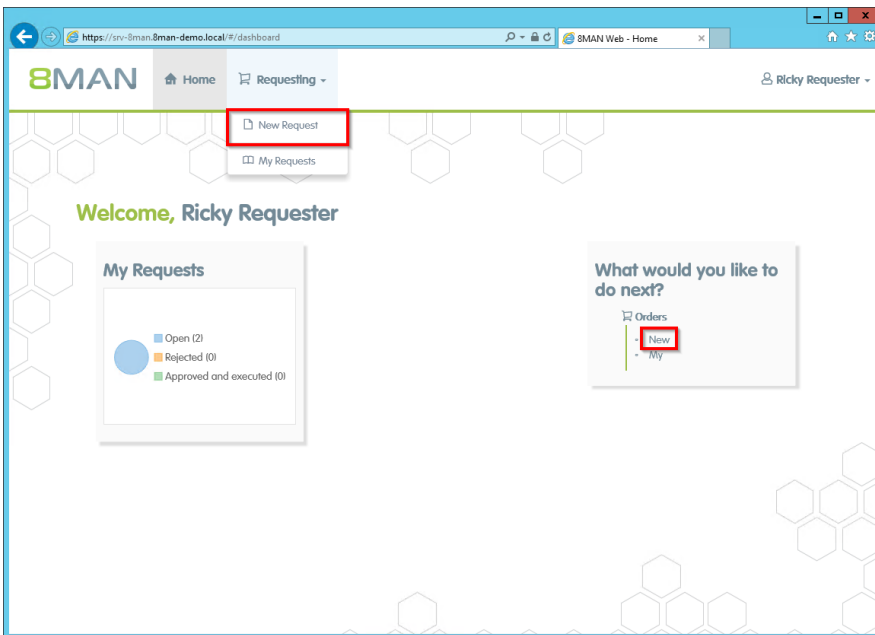 https://srv-8man.8man-demo.local/#/dashboard
8MAN Web - Home
8MAN
Home
Requesting
Ricky Requester
New Request
My Requests
Welcome, Ricky Requester
My Requests
Open (2)
Rejected (0)
Approved and executed (0)
What would you like to
do next?
Orders
New
My